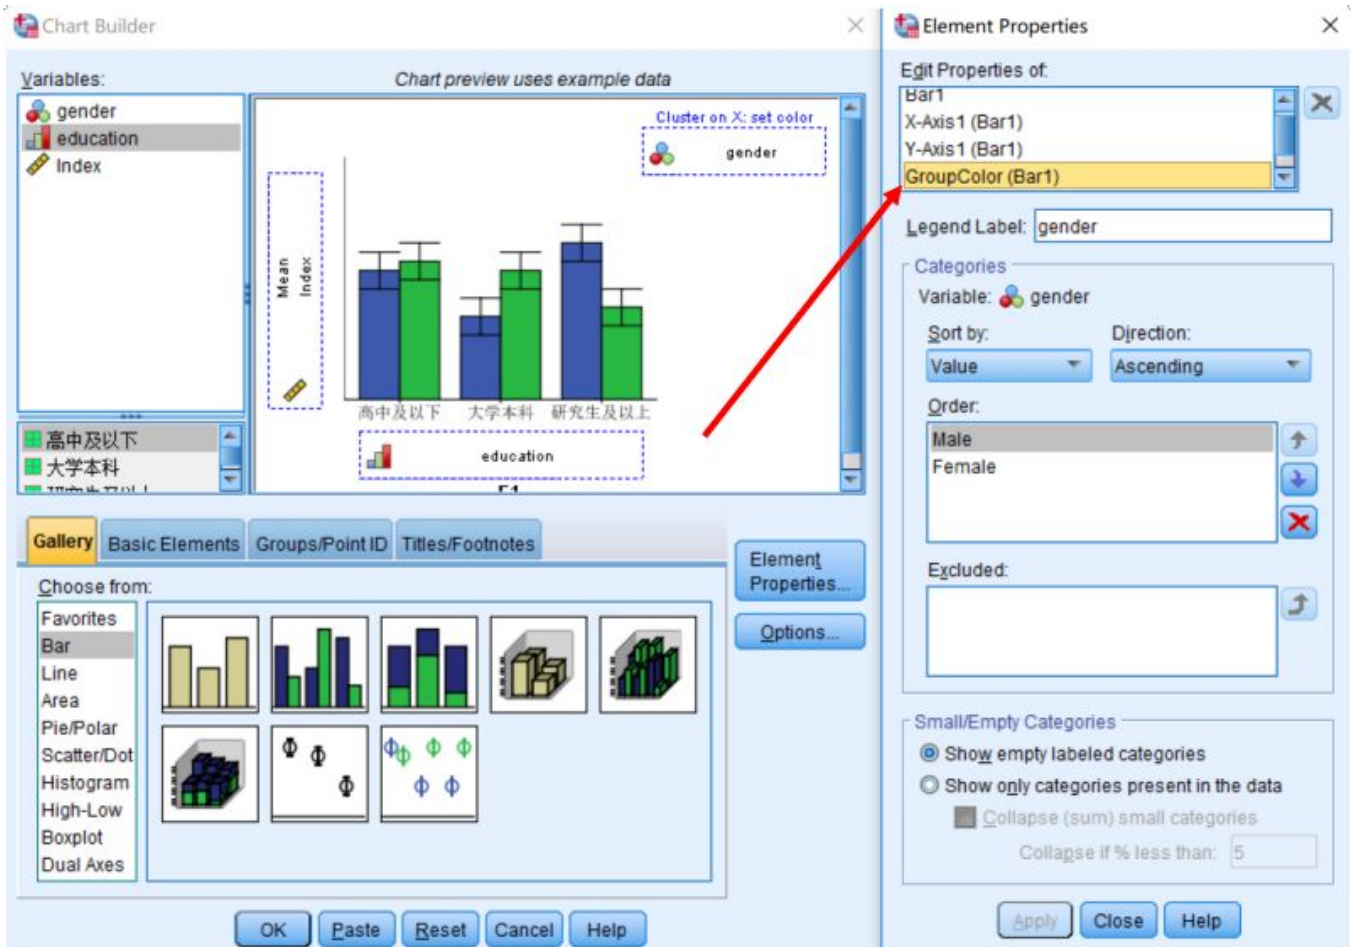 Chart Builder
Variables:
gender
education
Index
高中及以下
大学本科
Chart preview uses example data
Cluster on X: set color
gender
Mean
Index
高中及以下 大学本科 研究生及以上
education
Gallery Basic Elements Groups/Point ID Titles/Footnotes
Choose from:
Favorites
Bar
Line
Area
Pie/Polar
Scatter/Dot
Histogram
High-Low
Boxplot
Dual Axes
Element
Properties...
Options...
OK Paste Reset Cancel Help
Element Properties
Edit Properties of:
Bar1
X-Axis1 (Bar1)
Y-Axis1 (Bar1)
GroupColor (Bar1)
Legend Label: gender
Categories
Variable: gender
Sort by: Direction:
Value Ascending
Order:
Male
Female
Excluded:
Small/Empty Categories
Show empty labeled categories
Show only categories present in the data
Collapse (sum) small categories
Collapse if % less than: 5
Apply Close Help